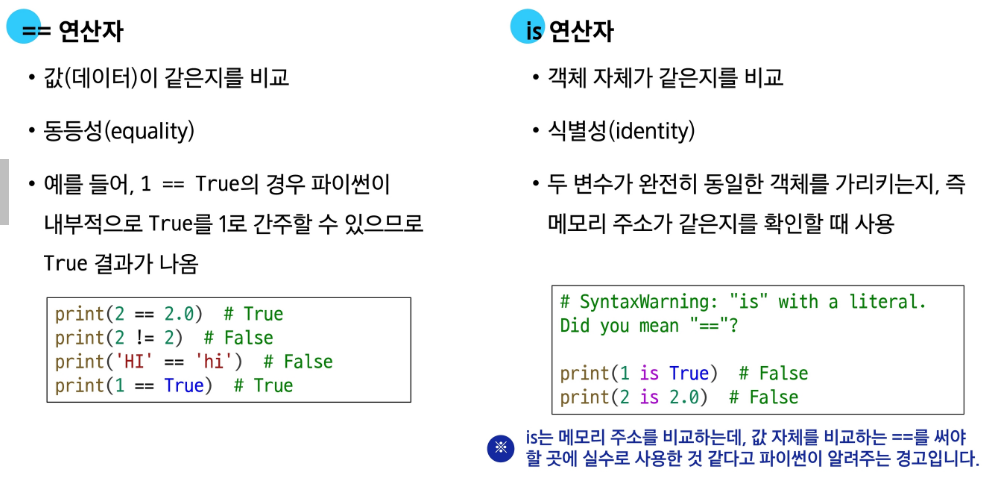 == 연산자
• 값(데이터)이 같은지를 비교
• 동등성(equality)
• 예를 들어, 1 == True의 경우 파이썬이
내부적으로 True를 1로 간주할 수 있으므로
True 결과가 나옴
print(2 == 2.0)  # True
print(2 != 2)  # False
print('HI' == 'hi')  # False
print(1 == True)  # True
is 연산자
• 객체 자체가 같은지를 비교
• 식별성(identity)
• 두 변수가 완전히 동일한 객체를 가리키는지, 즉
메모리 주소가 같은지를 확인할 때 사용
# SyntaxWarning: "is" with a literal.
Did you mean "=="?
print(1 is True)  # False
print(2 is 2.0)  # False
※ is는 메모리 주소를 비교하는데, 값 자체를 비교하는 ==를 써야
할 곳에 실수로 사용한 것 같다고 파이썬이 알려주는 경고입니다.